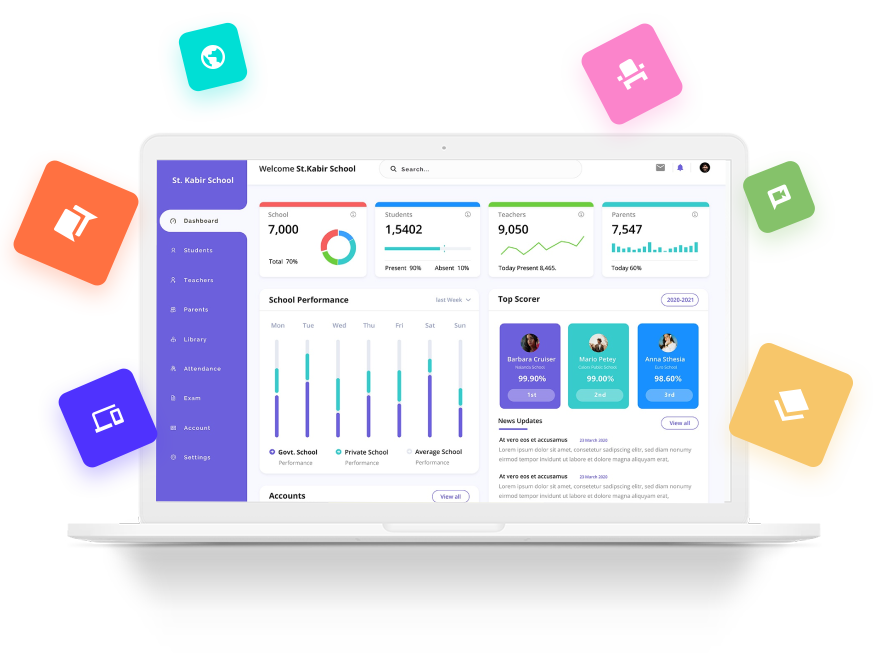 St. Kabir School
Welcome St.Kabir School
Search...
Dashboard
Students
Teachers
Parents
Library
Attendance
Exam
Account
Settings
School
7,000
Total 70%
Students
1,5402
Present 90% Absent 10%
Teachers
9,050
Today Present 8,465.
Parents
7,547
Today 60%
School Performance
last Week
Mon Tue Wed Thu Fri Sat Sun
Govt. School Private School Average School
Performance Performance Performance
Accounts
View all
Top Scorer
2020-2021
Barbara Cruiser
99.90%
1st
Mario Petey
99.00%
2nd
Anna Sthesia
Euro School
98.60%
3rd
News Updates
View all
At vero eos et accusamus 23 March 2020
Lorem ipsum dolor sit amet, consetetur sadipscing elitr, sed diam nonumy
eirmod tempor invidunt ut labore et dolore magna aliquyam erat,
At vero eos et accusamus 23 March 2020
Lorem ipsum dolor sit amet, consetetur sadipscing elitr, sed diam nonumy
eirmod tempor invidunt ut labore et dolore magna aliquyam erat,